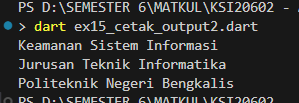 PS D:\SEMESTER 6\MATKUL\KSI20602 -
> dart ex15_cetak_output2.dart
Keamanan Sistem Informasi
Jurusan Teknik Informatika
Politeknik Negeri Bengkalis
PS D:\SEMESTER 6\MATKUL\KSI20602 -